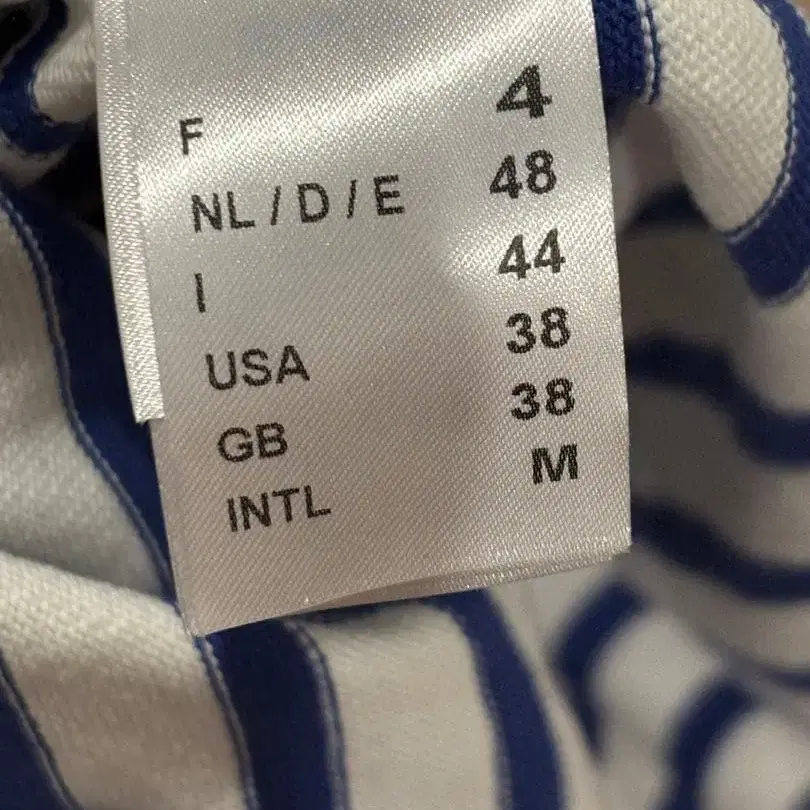 F 4
NL / D / E 48
I 44
USA 38
GB 38
INTL M